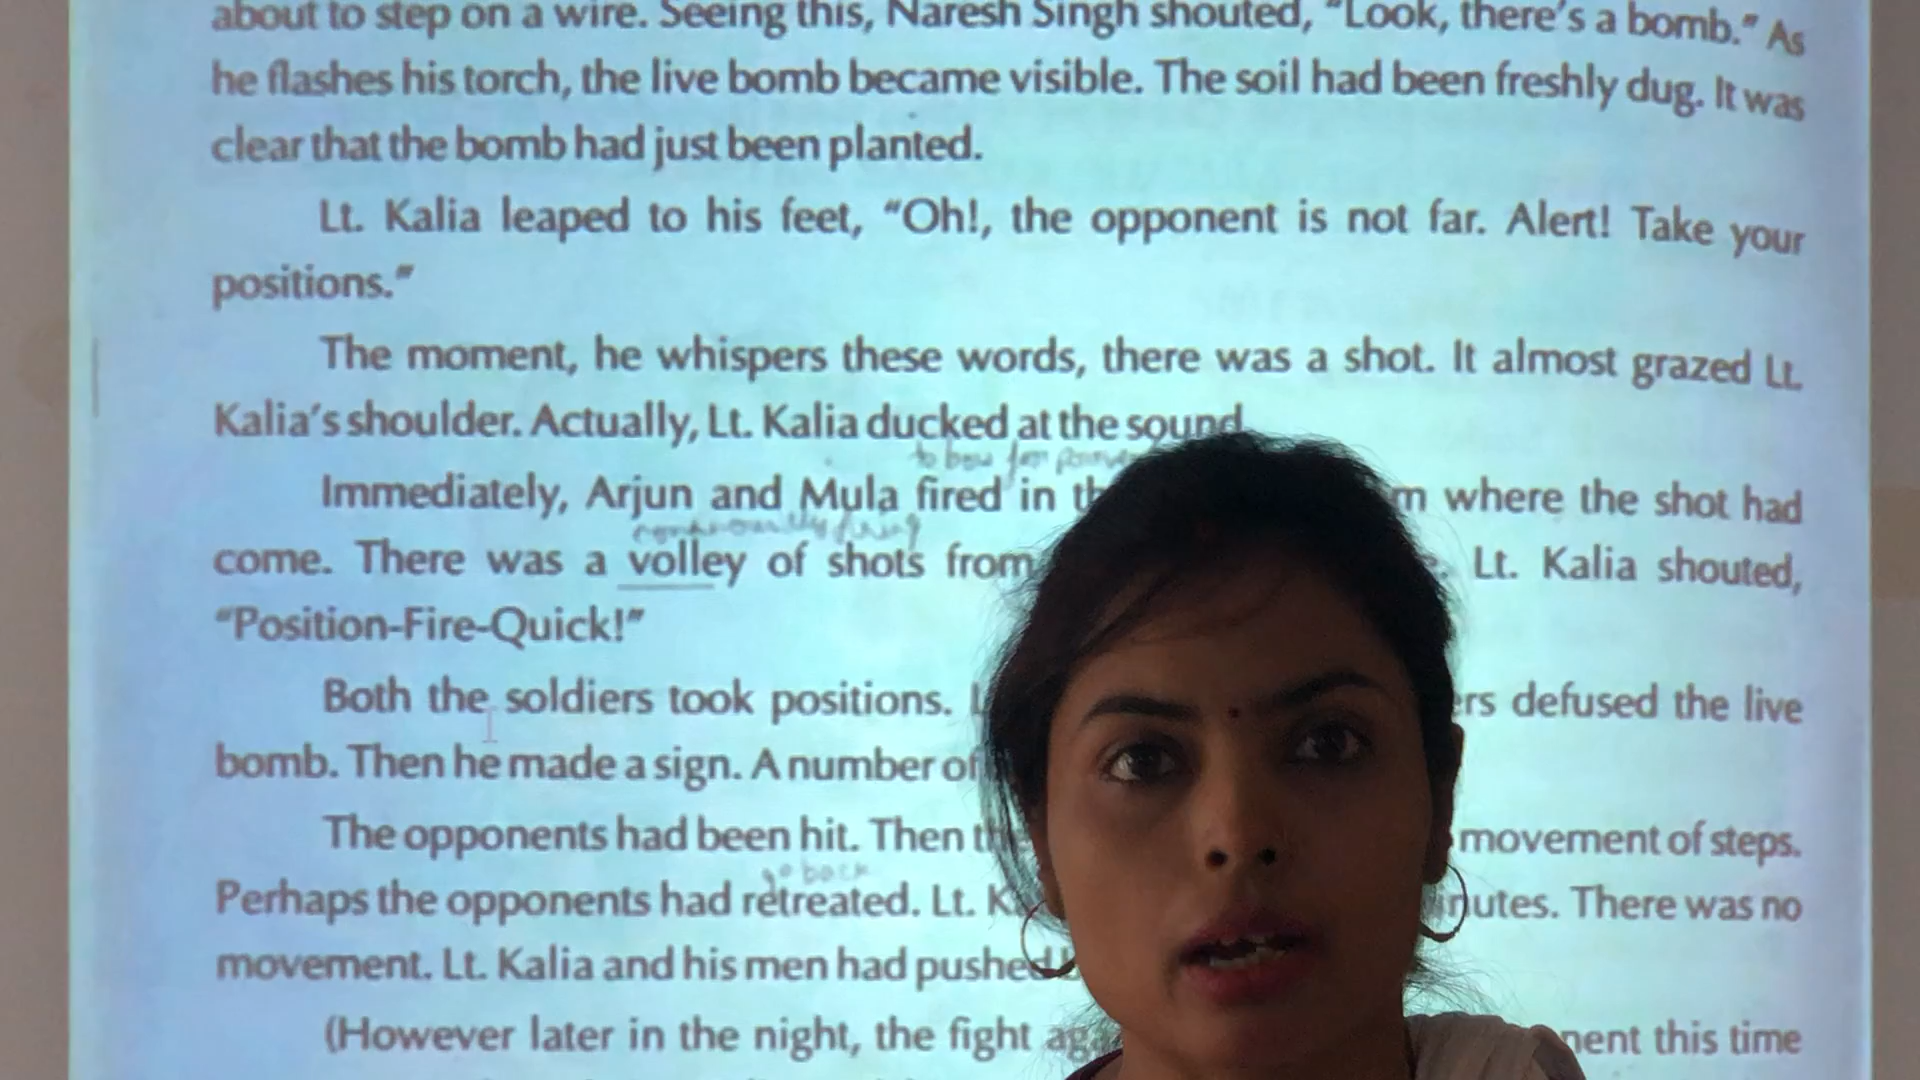 about to step on a wire. Seeing this, Naresh Singh shouted, "Look, there's a bomb." As
he flashes his torch, the live bomb became visible. The soil had been freshly dug. It was
clear that the bomb had just been planted.
Lt. Kalia leaped to his feet, "Oh!, the opponent is not far. Alert! Take your
positions."
The moment, he whispers these words, there was a shot. It almost grazed Lt.
Kalia's shoulder. Actually, Lt. Kalia ducked at the sound
to bow for
Immediately, Arjun and Mula fired in where the shot had
continuously firing
come. There was a volley of shots from Lt. Kalia shouted,
"Position-Fire-Quick!"
Both the soldiers took positions. defused the live
bomb. Then he made a sign. A number of
The opponents had been hit. Then movement of steps.
go back
Perhaps the opponents had retreated. Lt. There was no
movement. Lt. Kalia and his men had pushed
(However later in the night, the fight this time